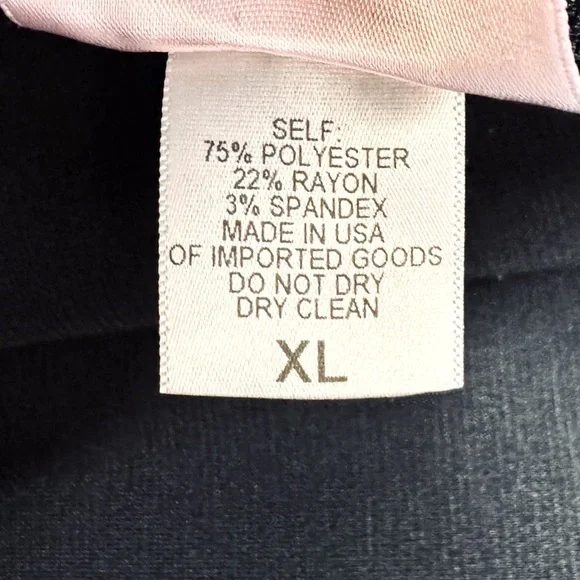 SELF:
75% POLYESTER
22% RAYON
3% SPANDEX
MADE IN USA
OF IMPORTED GOODS
DO NOT DRY
DRY CLEAN
XL